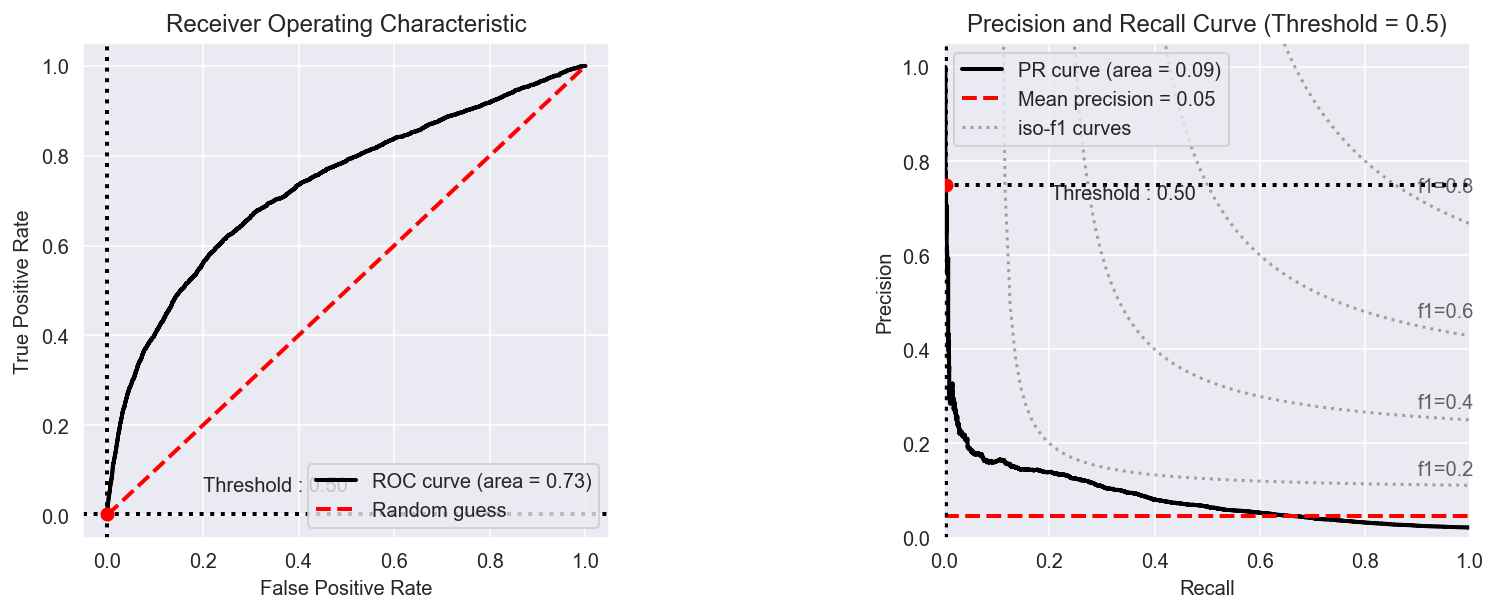 Receiver Operating Characteristic
True Positive Rate
1.0
0.8
0.6
0.4
0.2
0.0
Threshold : 0.50
ROC curve (area = 0.73)
Random guess
0.0 0.2 0.4 0.6 0.8 1.0
False Positive Rate
Precision and Recall Curve (Threshold = 0.5)
Precision
1.0
0.8
0.6
0.4
0.2
0.0
PR curve (area = 0.09)
Mean precision = 0.05
iso-f1 curves
Threshold : 0.50
f1=0.8
f1=0.6
f1=0.4
f1=0.2
0.0 0.2 0.4 0.6 0.8 1.0
Recall